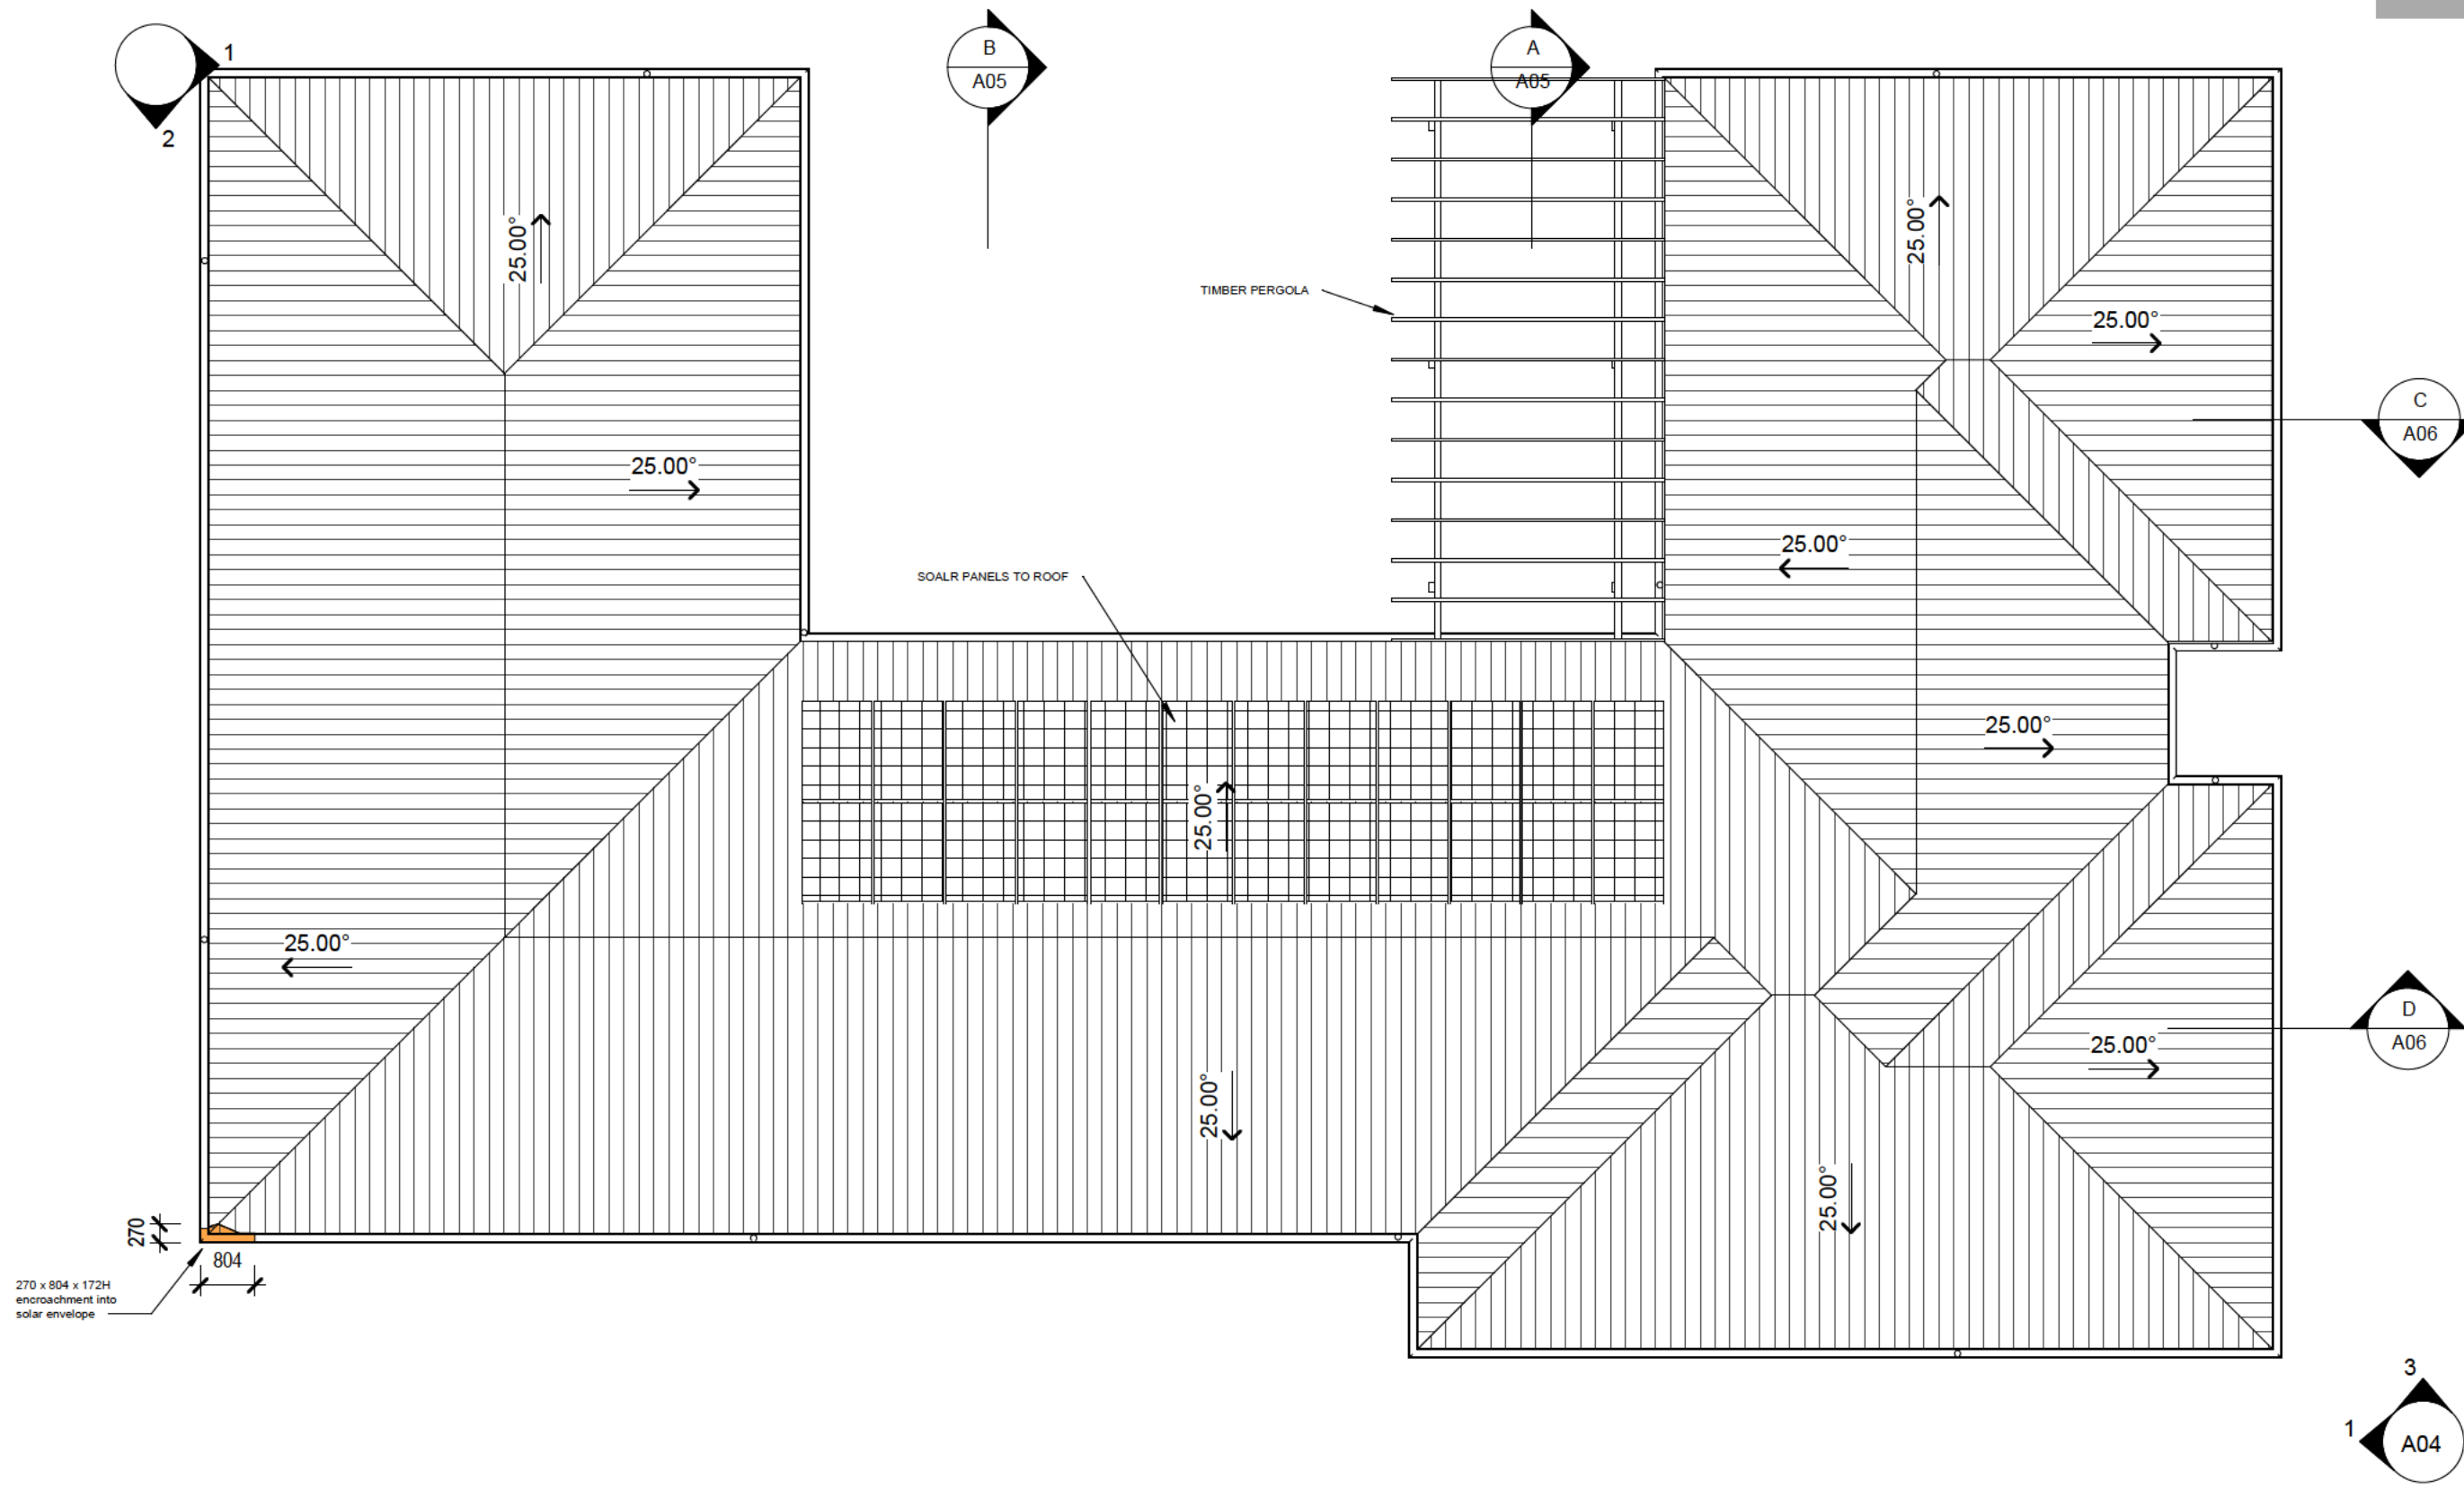 1
2
B
A05
A
A05
25.00°
25.00°
TIMBER PERGOLA
25.00°
C
A06
25.00°
25.00°
SOALR PANELS TO ROOF
25.00°
25.00°
25.00°
D
A06
25.00°
25.00°
25.00°
270
804
270 x 804 x 172H
encroachment into
solar envelope
3
1
A04